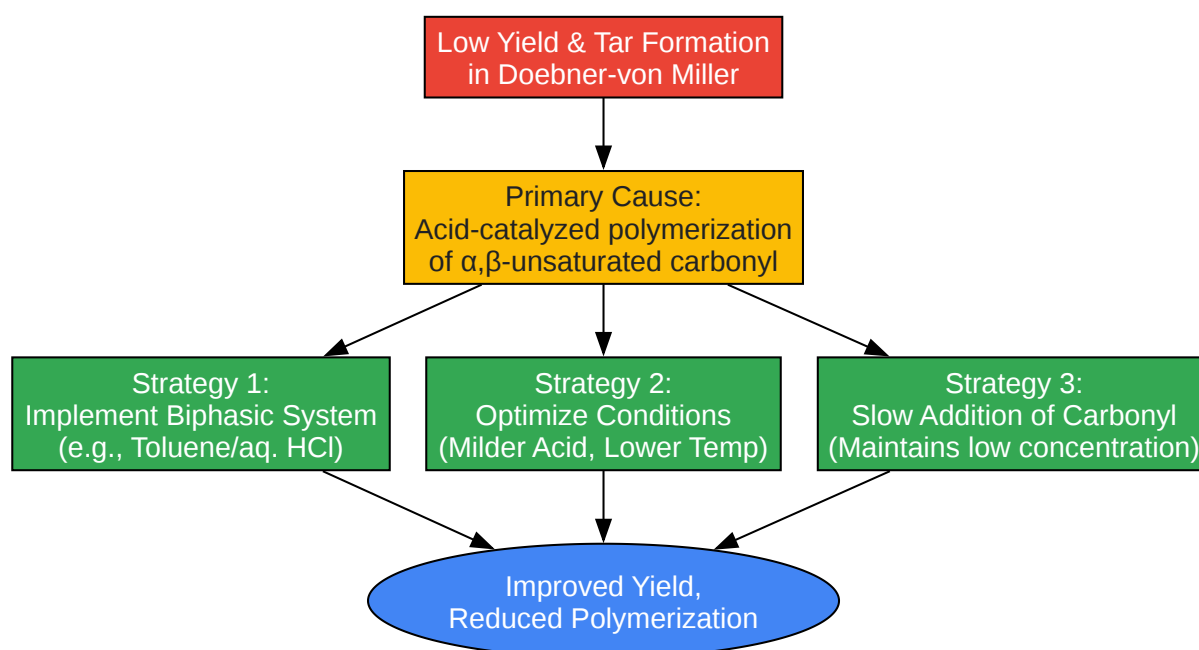 Low Yield & Tar Formation
in Doebner-von Miller
Primary Cause:
Acid-catalyzed polymerization
of α,β-unsaturated carbonyl
Strategy 1:
Implement Biphasic System
(e.g., Toluene/aq. HCl)
Strategy 2:
Optimize Conditions
(Milder Acid, Lower Temp)
Strategy 3:
Slow Addition of Carbonyl
(Maintains low concentration)
Improved Yield,
Reduced Polymerization